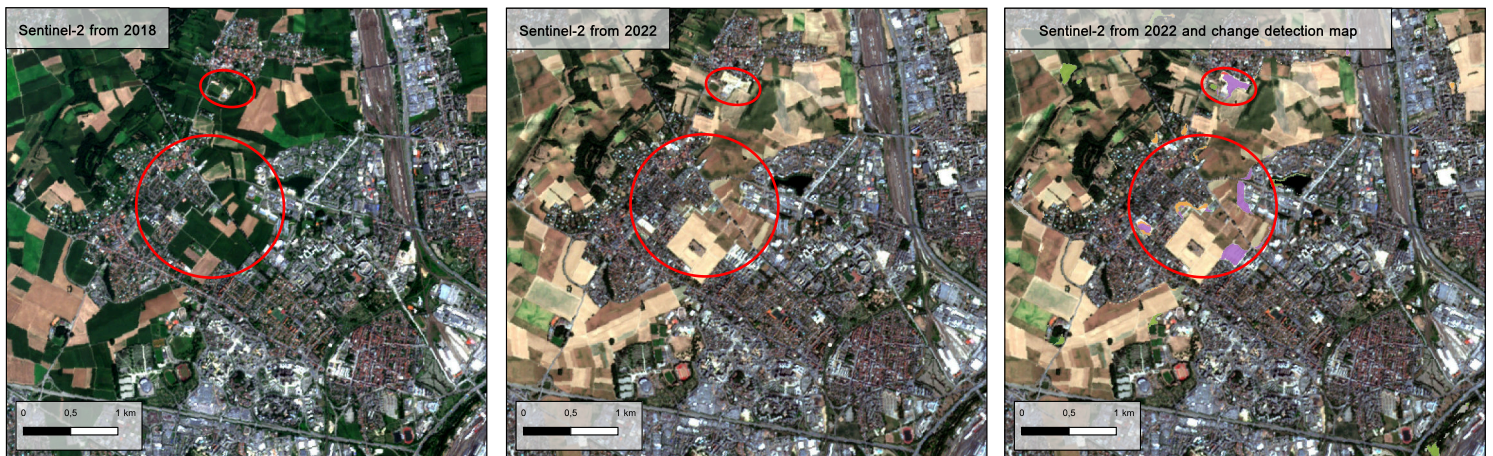 Sentinel-2 from 2018
Sentinel-2 from 2022
Sentinel-2 from 2022 and change detection map
0 0,5 1 km
0 0,5 1 km
0 0,5 1 km